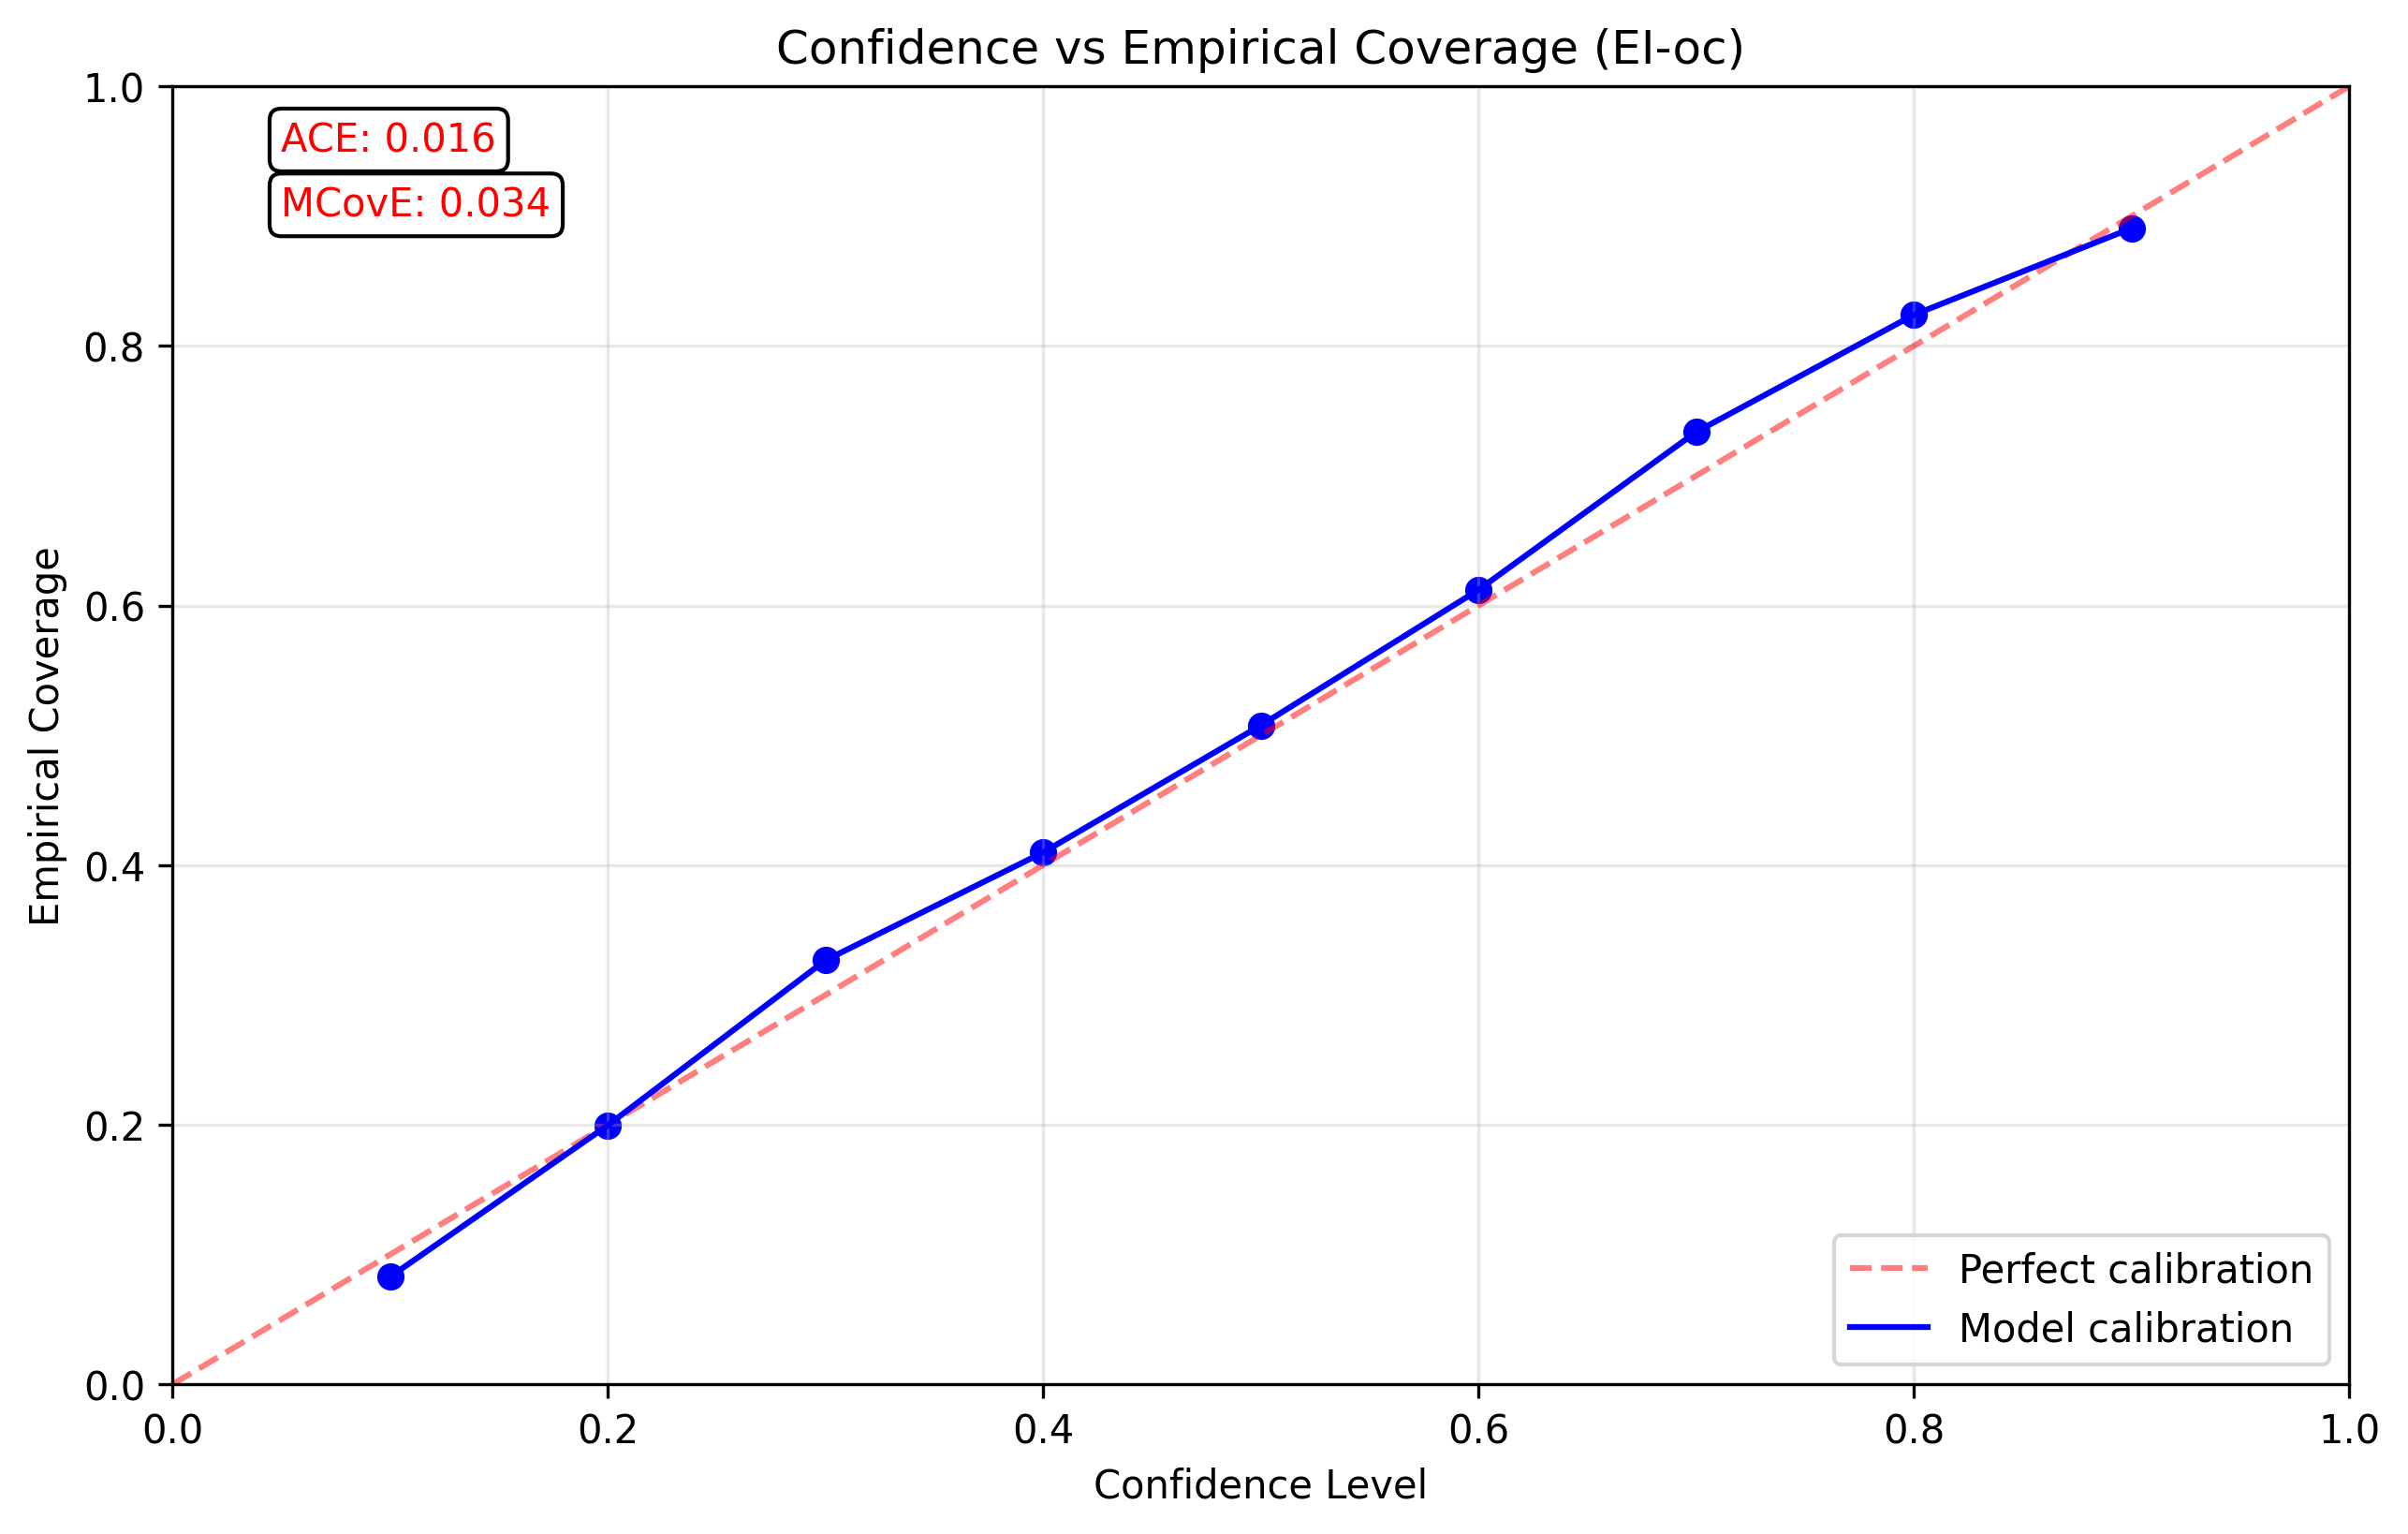 Confidence vs Empirical Coverage (EI-oc)
ACE: 0.016
MCovE: 0.034
1.0
0.8
0.6
0.4
0.2
0.0
Empirical Coverage
Perfect calibration
Model calibration
0.0 0.2 0.4 0.6 0.8 1.0
Confidence Level